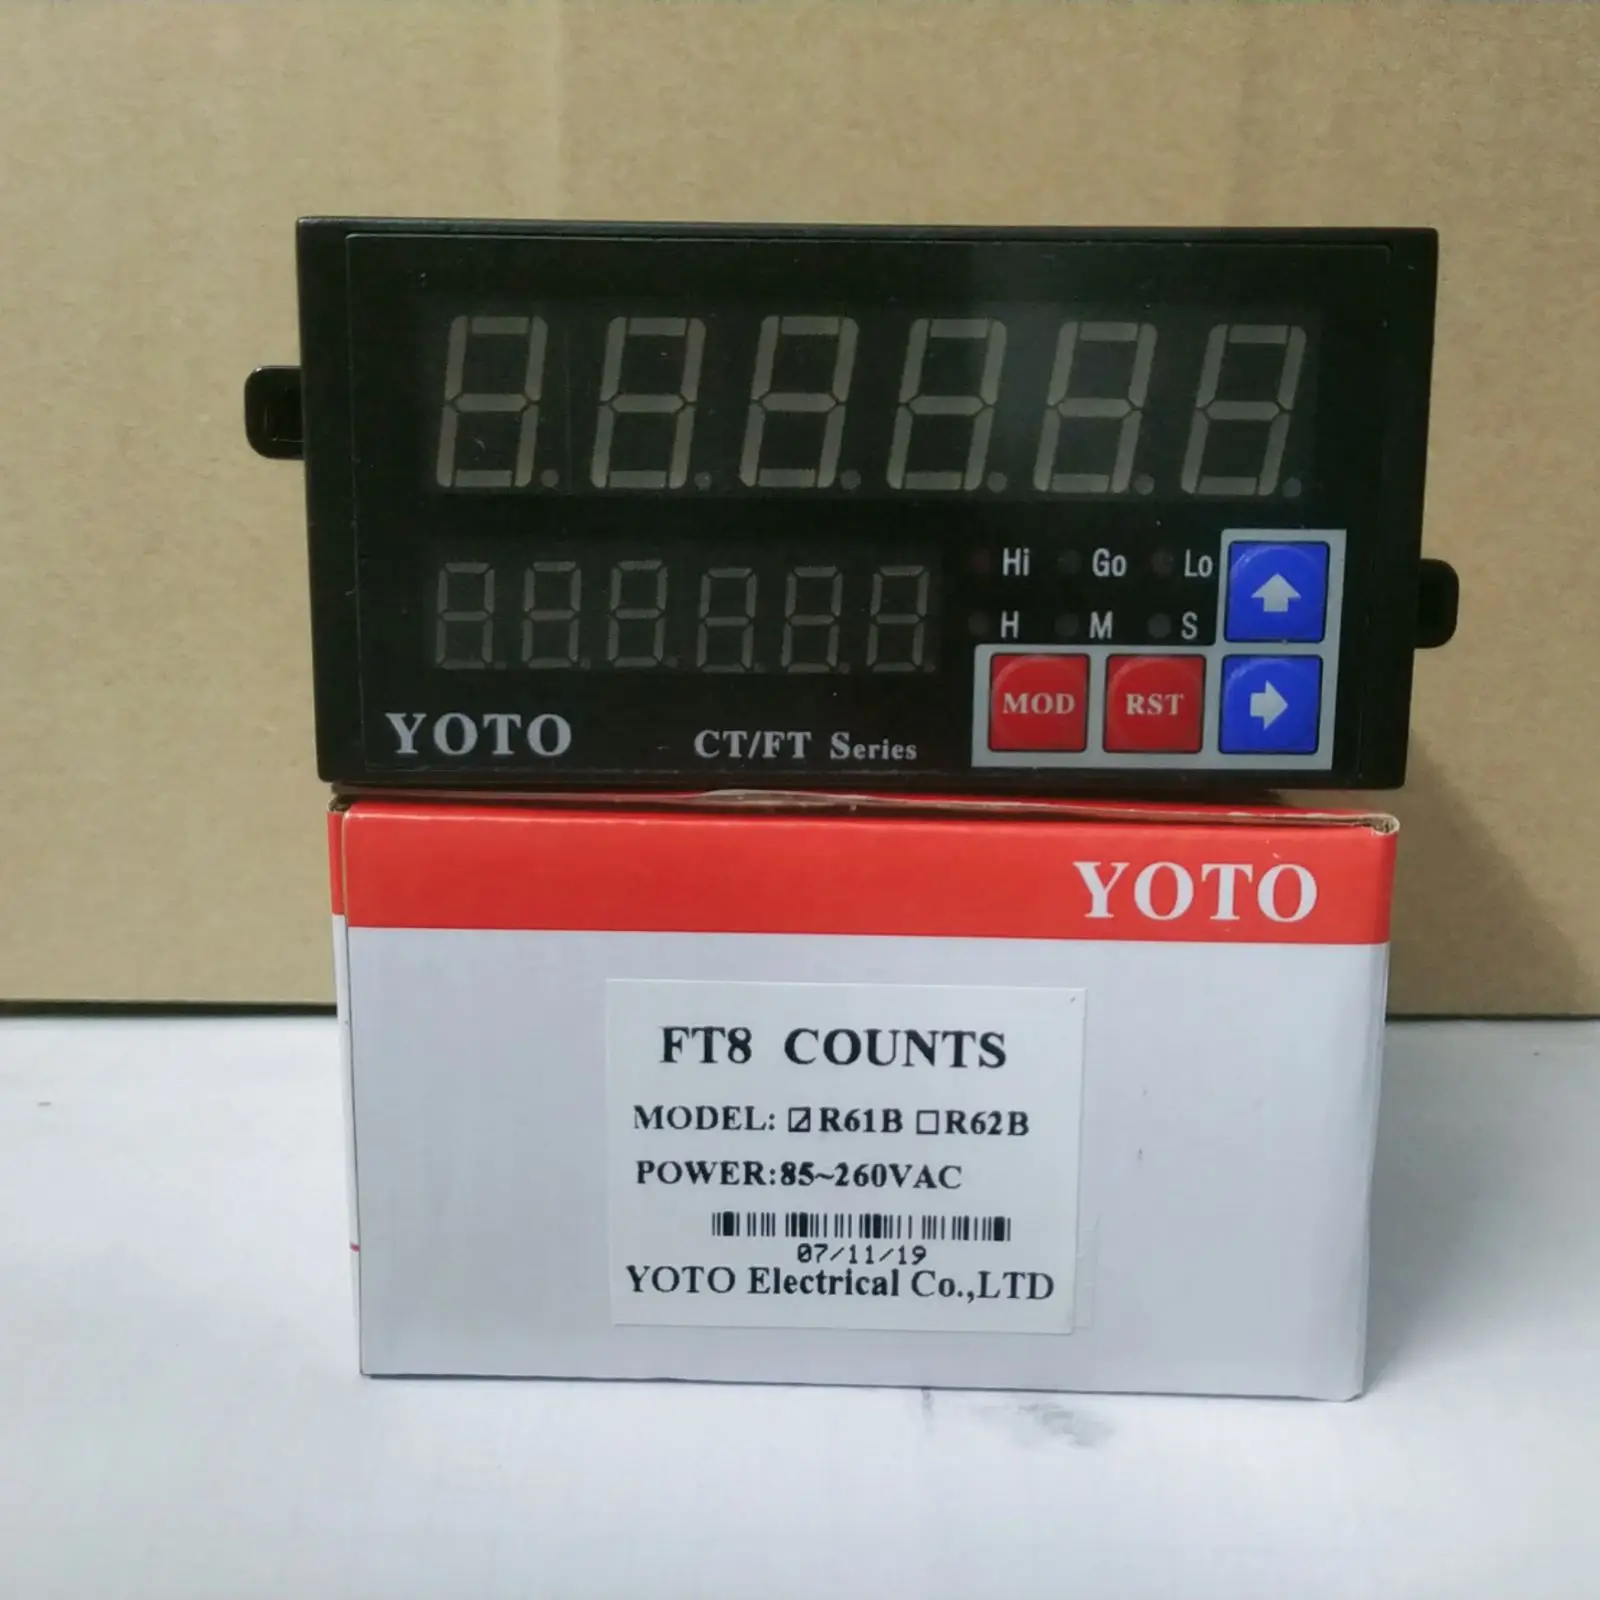 Hi Go Lo
H M S
MOD RST
YOTO CT/FT Series
YOTO
FT8 COUNTS
MODEL: ☑R61B ☐R62B
POWER:85~260VAC
07/11/19
YOTO Electrical Co.,LTD